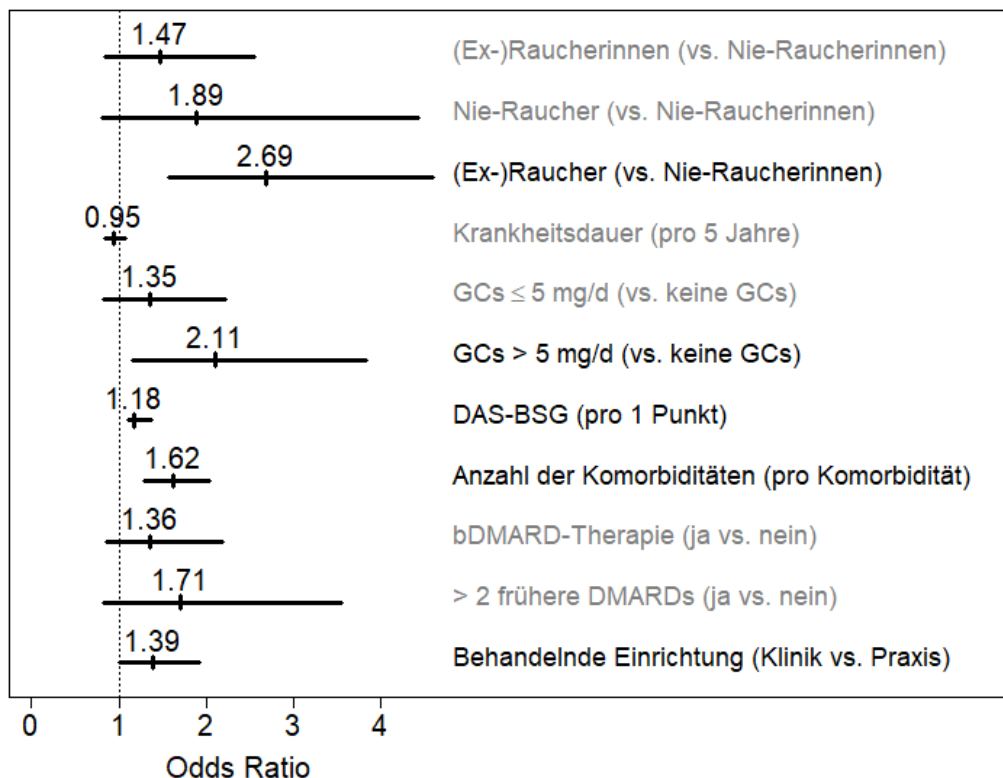 1.47 (Ex-)Raucherinnen (vs. Nie-Raucherinnen)
1.89 Nie-Raucher (vs. Nie-Raucherinnen)
2.69 (Ex-)Raucher (vs. Nie-Raucherinnen)
0.95 Krankheitsdauer (pro 5 Jahre)
1.35 GCs ≤ 5 mg/d (vs. keine GCs)
2.11 GCs > 5 mg/d (vs. keine GCs)
1.18 DAS-BSG (pro 1 Punkt)
1.62 Anzahl der Komorbiditäten (pro Komorbidität)
1.36 bDMARD-Therapie (ja vs. nein)
1.71 > 2 frühere DMARDs (ja vs. nein)
1.39 Behandelnde Einrichtung (Klinik vs. Praxis)
0 1 2 3 4
Odds Ratio